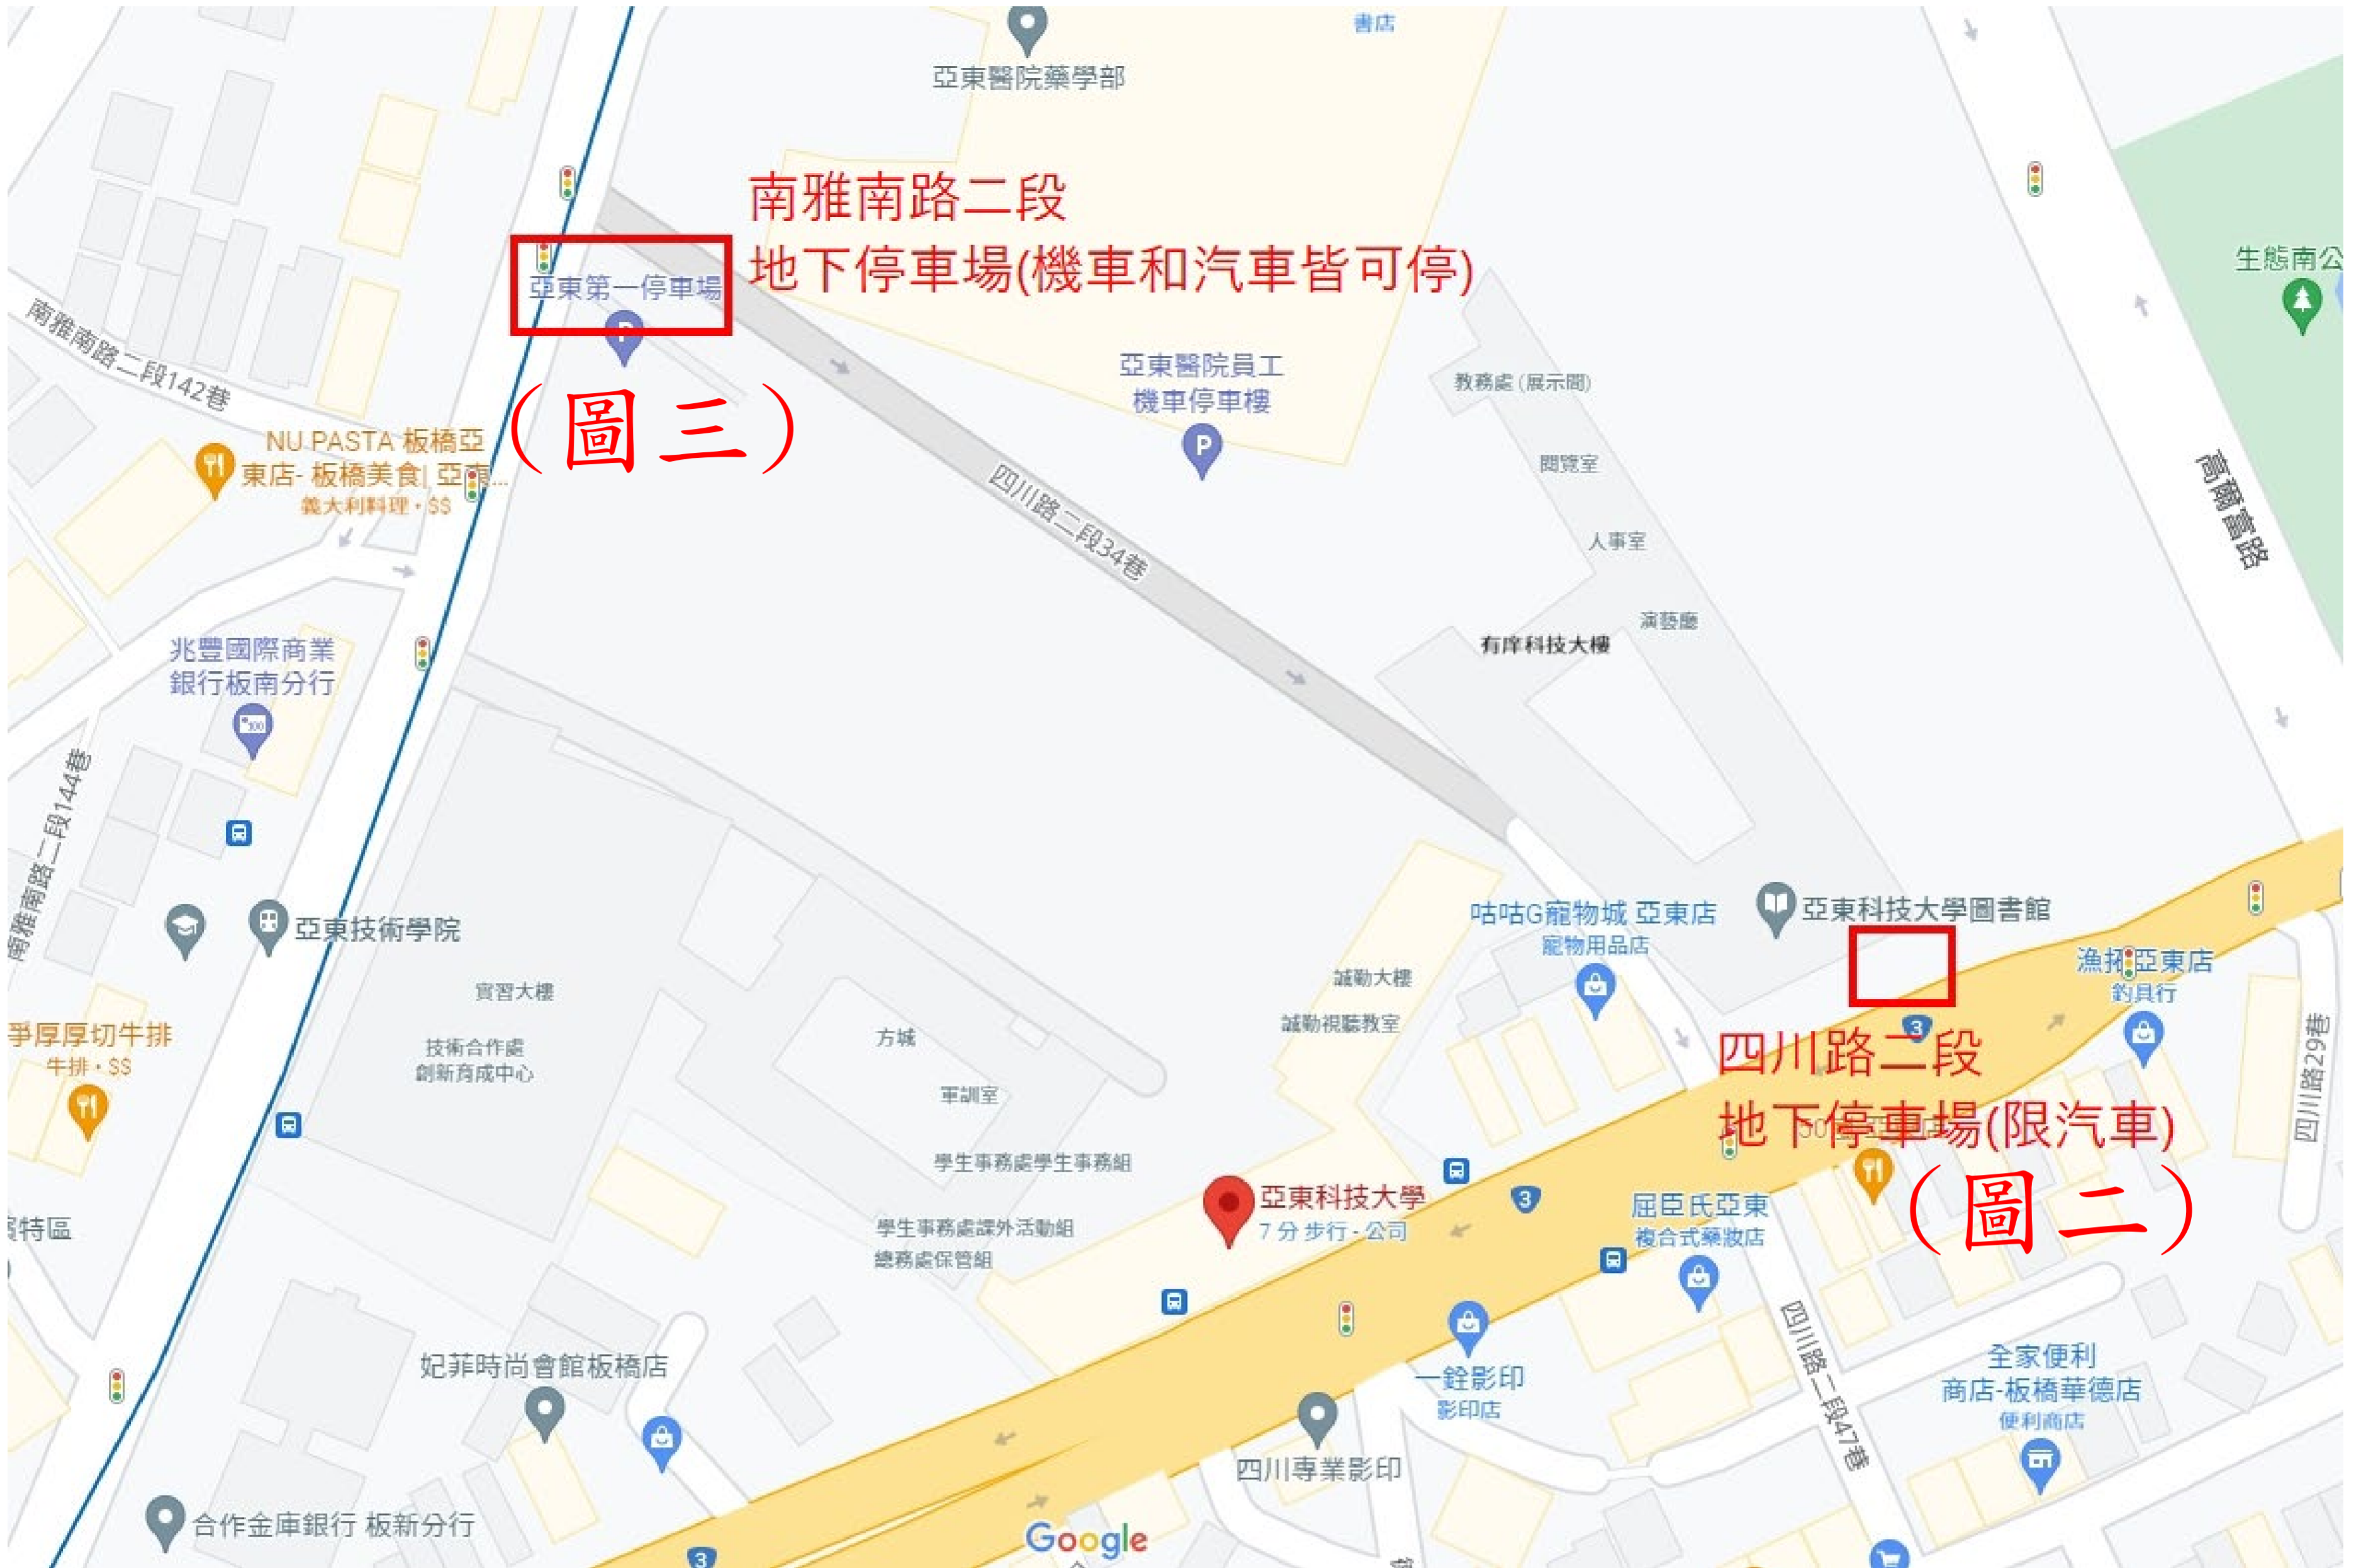 書店
亞東醫院藥學部
南雅南路二段
地下停車場(機車和汽車皆可停)
亞東第一停車場
(圖三)
生態南公
南雅南路二段142巷
亞東醫院員工
機車停車樓
教務處 (展示間)
閱覽室
人事室
演藝廳
有庠科技大樓
高爾富路
四川路二段34巷
NU PASTA 板橋亞
東店- 板橋美食| 亞東...
義大利料理・$$
兆豐國際商業
銀行板南分行
南雅南路二段144巷
亞東技術學院
咕咕G寵物城 亞東店
寵物用品店
亞東科技大學圖書館
漁拓亞東店
釣具行
實習大樓
誠勤大樓
誠勤視聽教室
方城
技術合作處
創新育成中心
軍訓室
爭厚厚切牛排
牛排・$$
3
四川路二段
地下停車場(限汽車)
(圖二)
四川路29巷
學生事務處學生事務組
亞東科技大學
7 分 步行 - 公司
3
屈臣氏亞東
複合式藥妝店
學生事務處課外活動組
總務處保管組
特區
妃菲時尚會館板橋店
一銓影印
影印店
四川路二段47巷
全家便利
商店-板橋華德店
便利商店
四川專業影印
合作金庫銀行 板新分行
Google
3